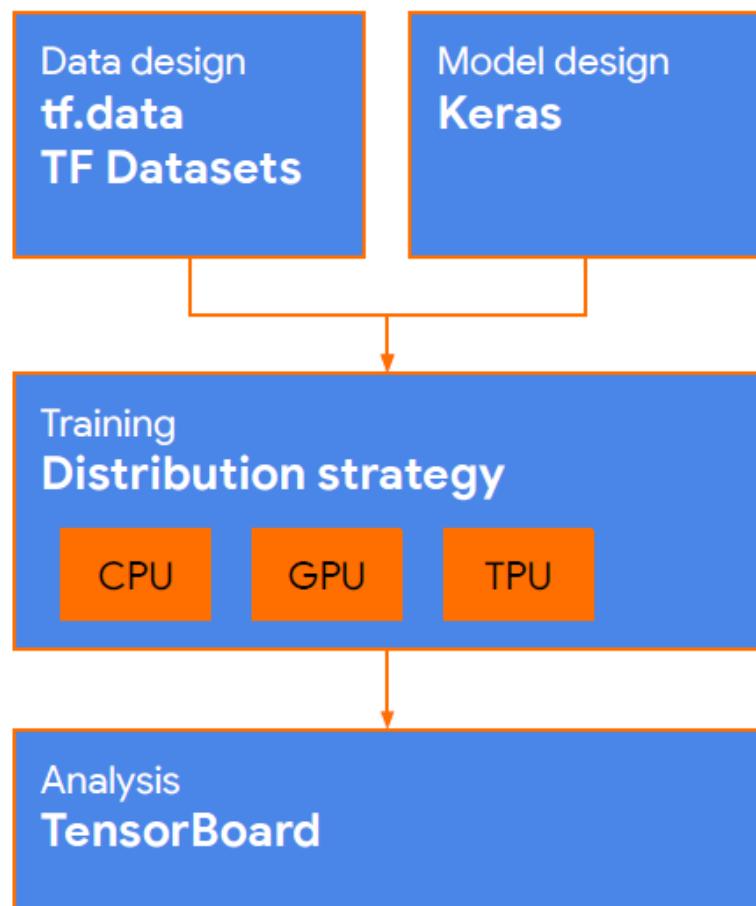 Data design
tf.data
TF Datasets
Model design
Keras
Training
Distribution strategy
CPU
GPU
TPU
Analysis
TensorBoard